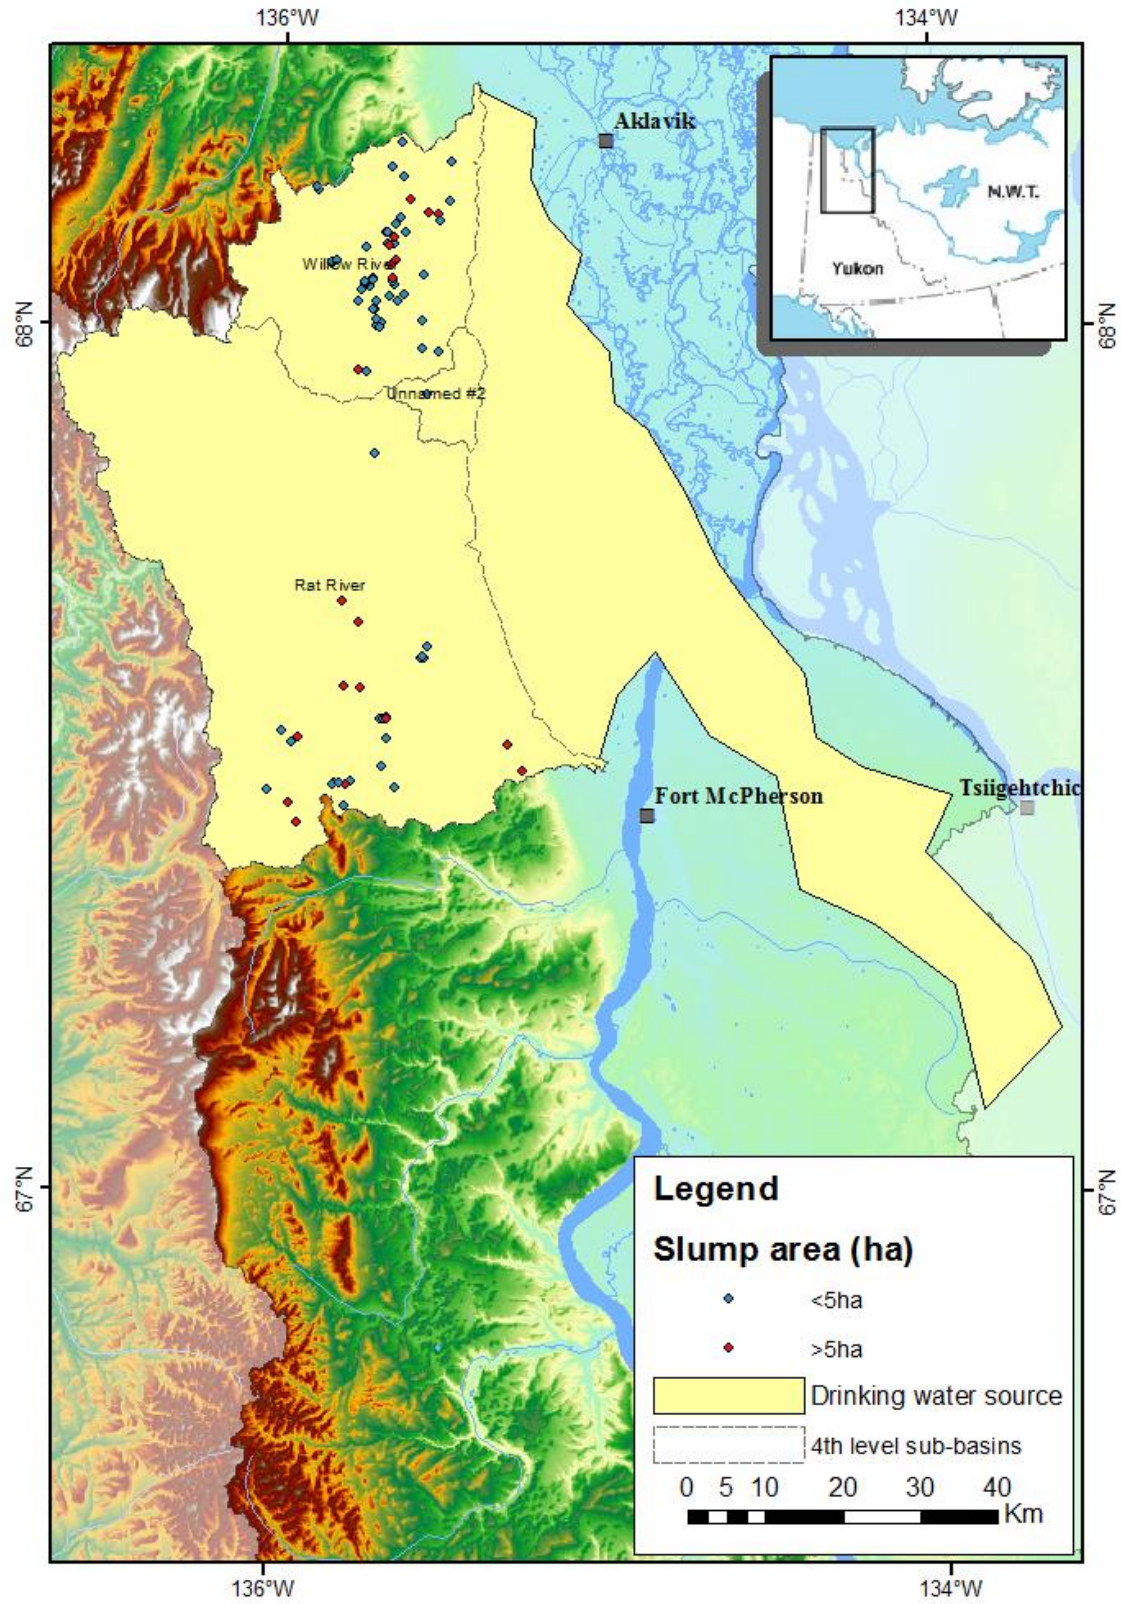 136°W
134°W
Aklavik
N.W.T.
Yukon
Willow River
68°N
68°N
Unnamed #2
Rat River
Tsiigehtchic
Fort McPherson
67°N
67°N
Legend
Slump area (ha)
<5ha
>5ha
Drinking water source
4th level sub-basins
0 5 10 20 30 40
Km
136°W
134°W